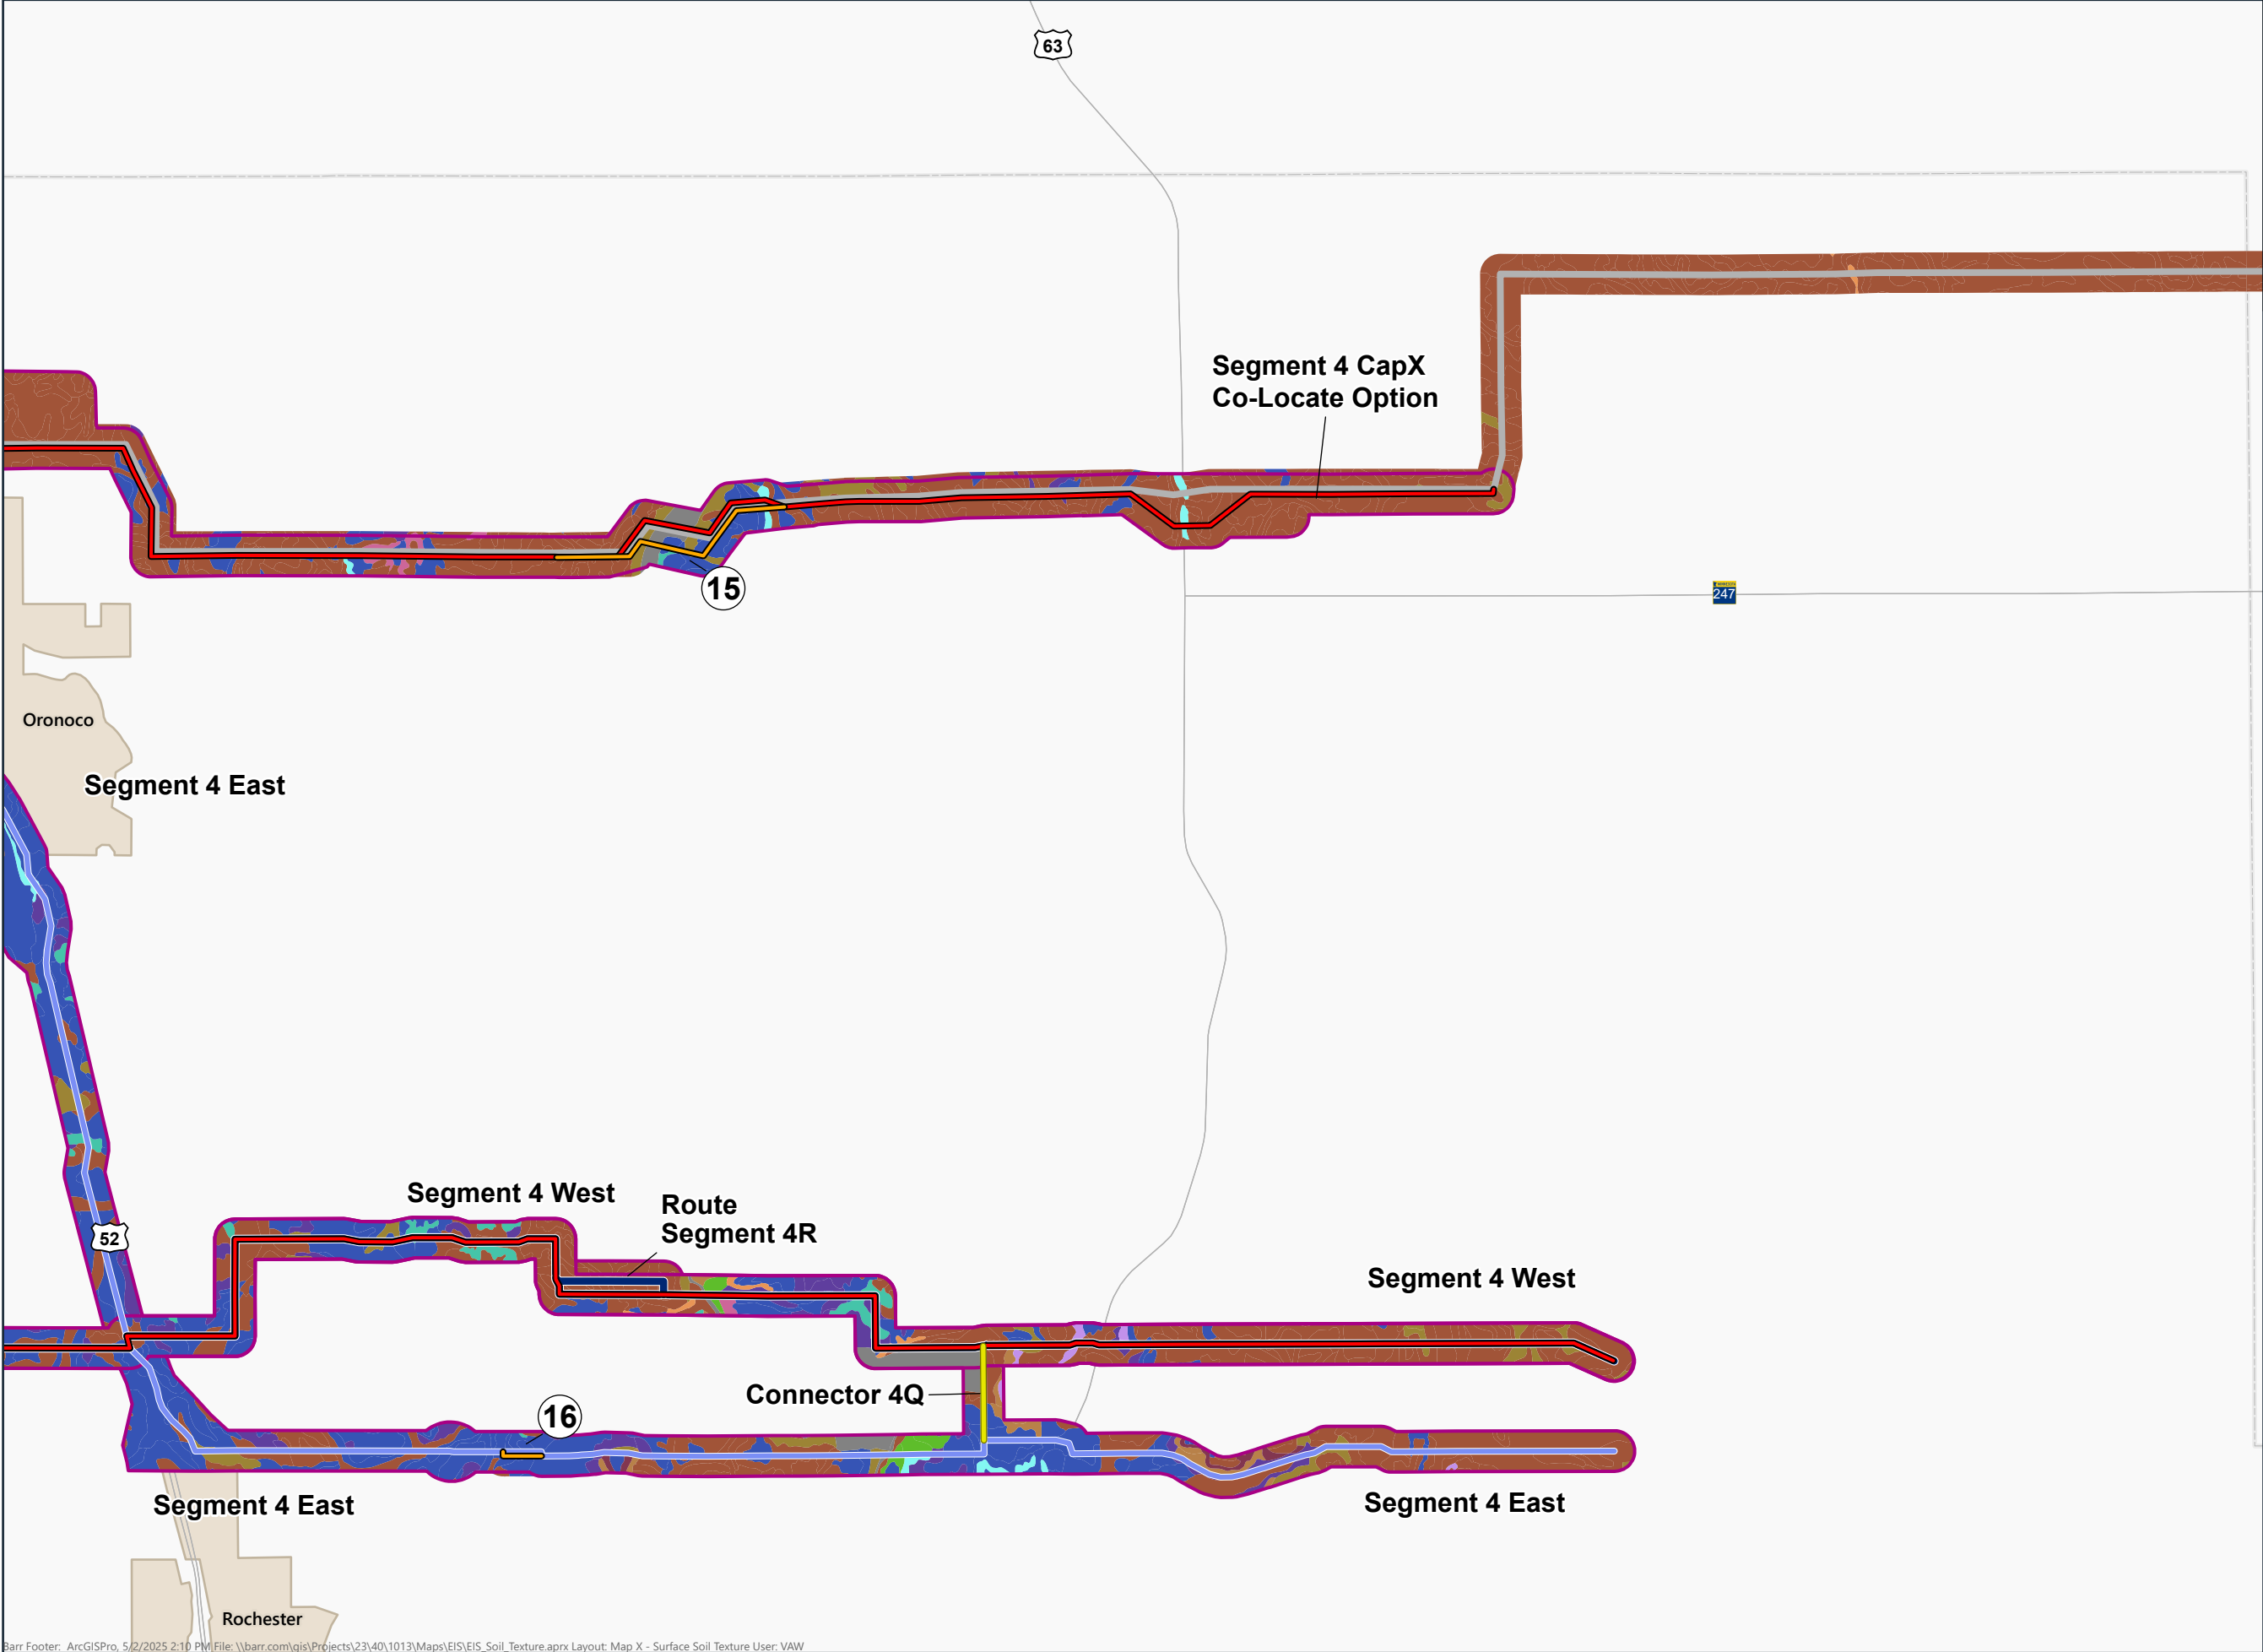 63
Segment 4 CapX
Co-Locate Option
247
15
Oronoco
Segment 4 East
Segment 4 West
Route
Segment 4R
52
Segment 4 West
Connector 4Q
16
Segment 4 East
Segment 4 East
Rochester
Barr Footer: ArcGISPro, 5/2/2025 2:10 PM File: \\barr.com\gis\Projects\23\40\1013\Maps\EIS\EIS_Soil_Texture.aprx Layout: Map X - Surface Soil Texture User: VAW